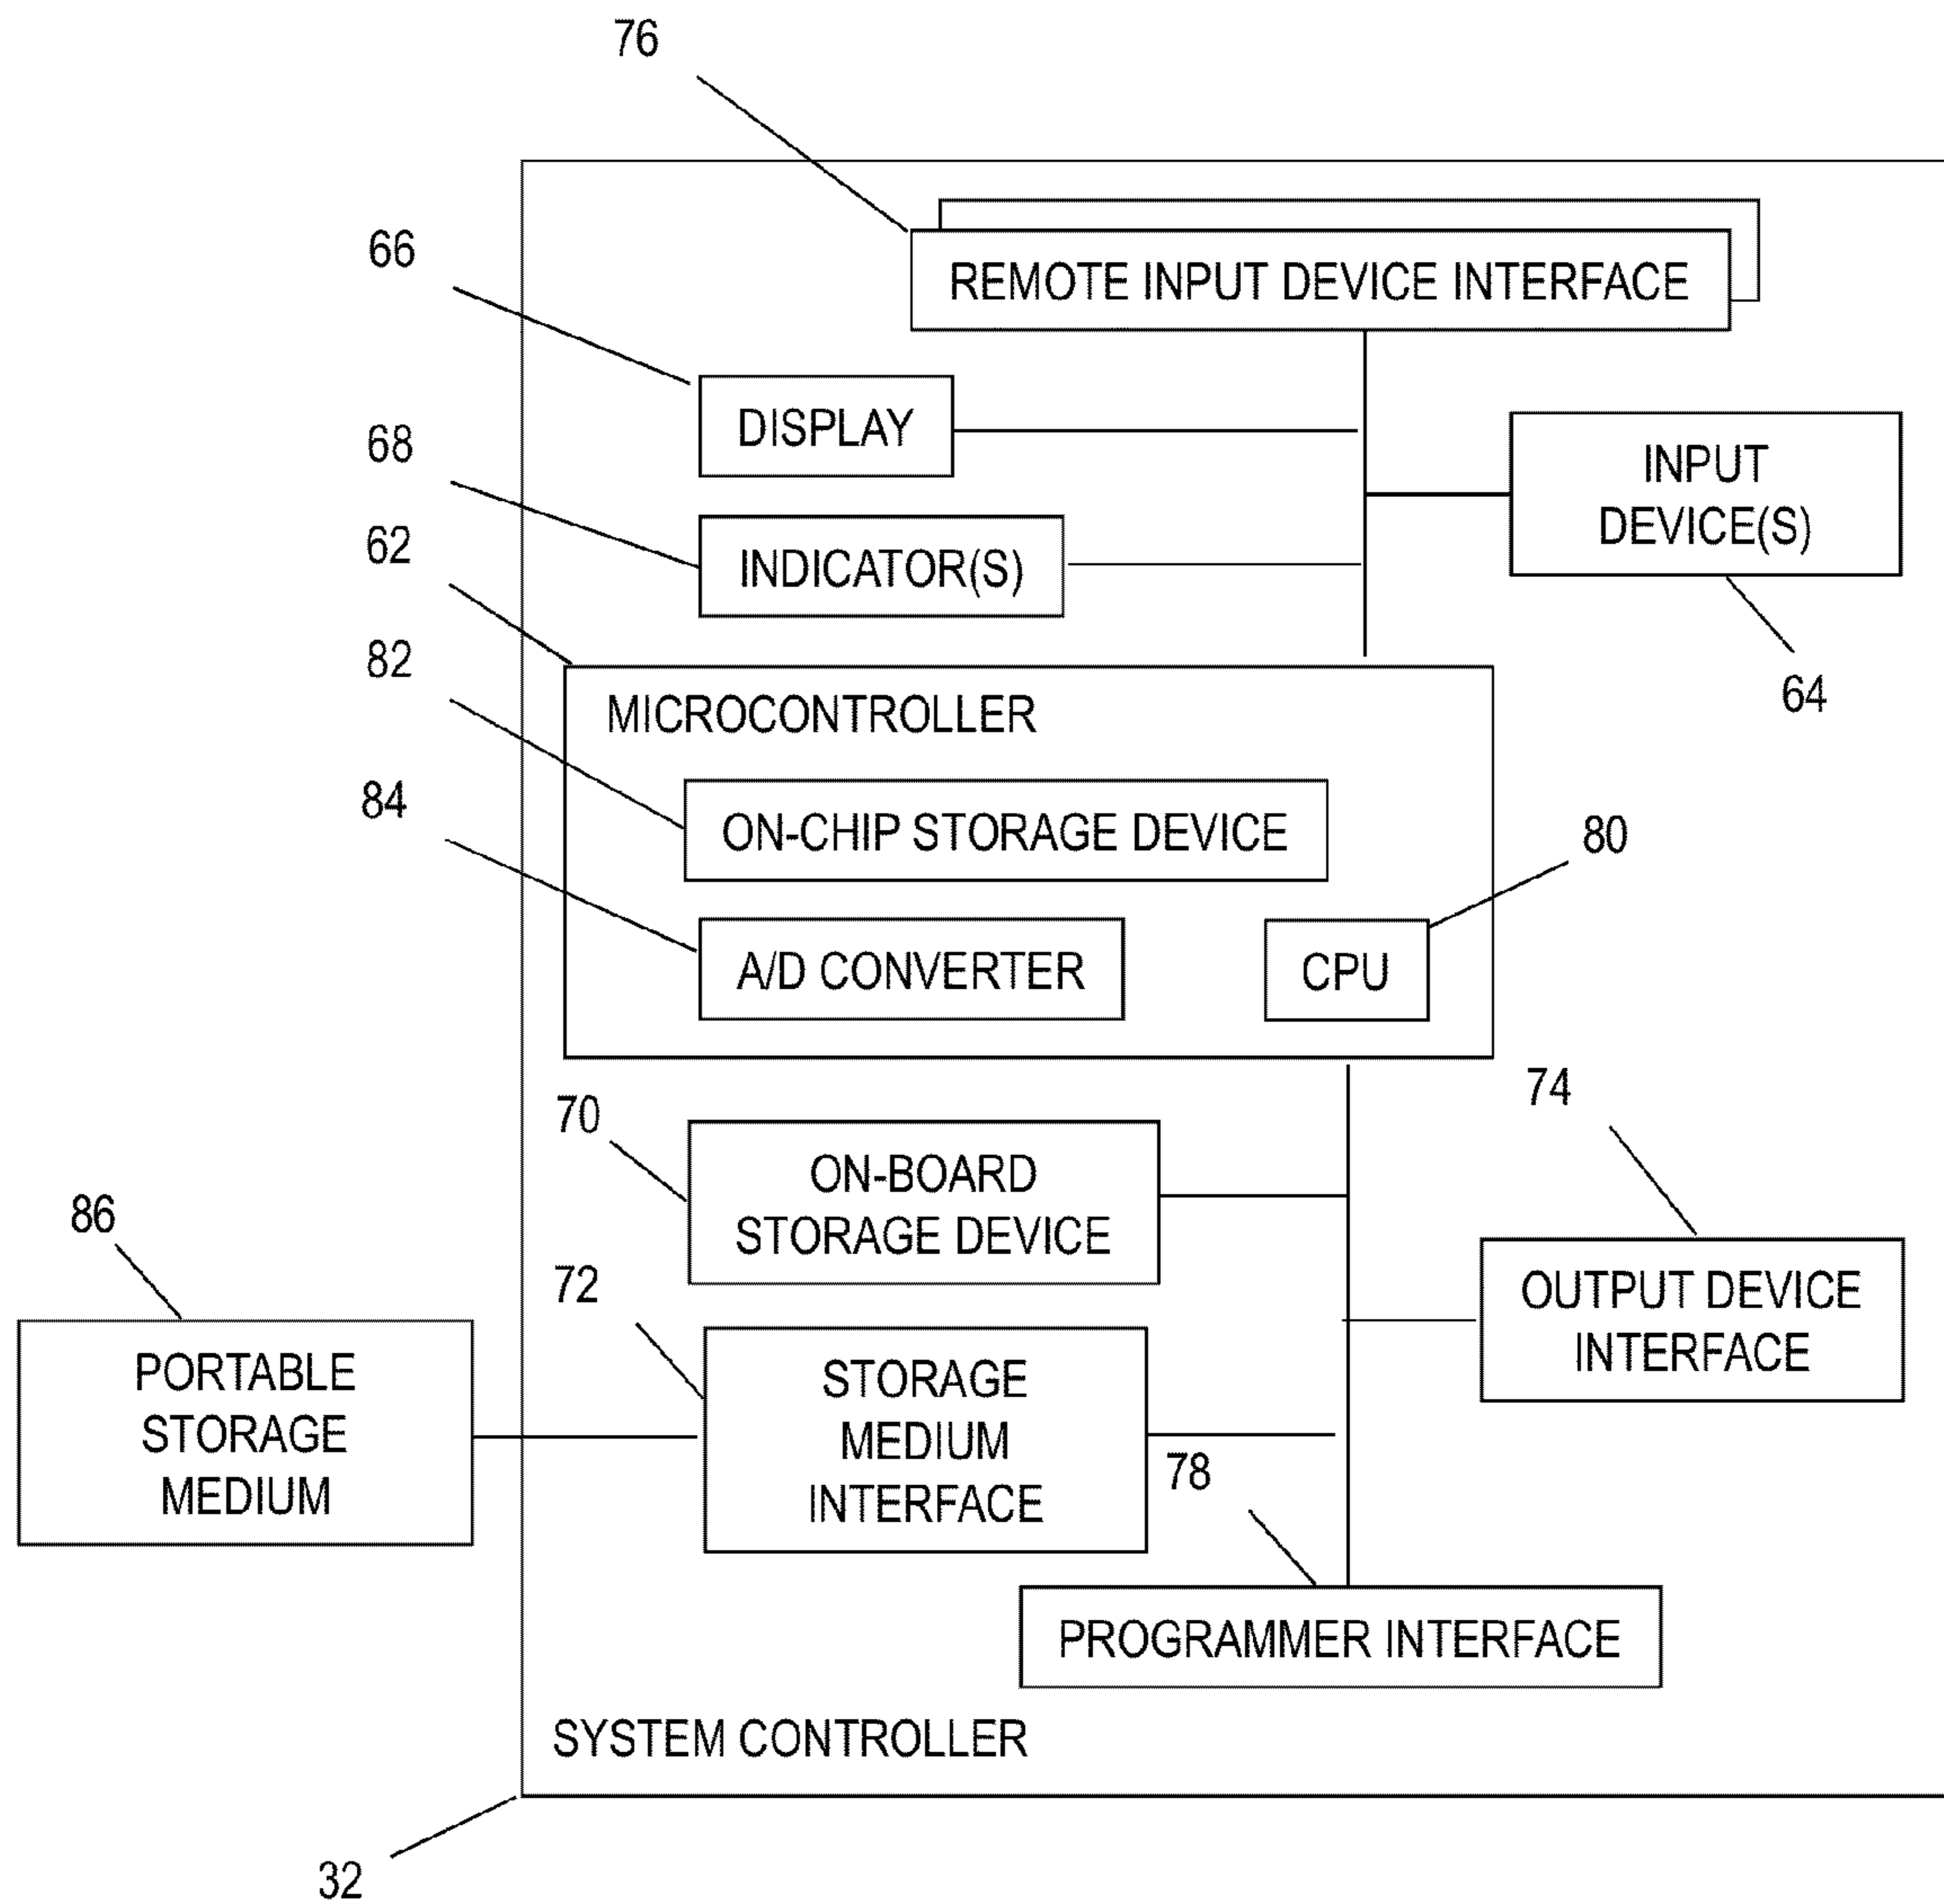 76
66
REMOTE INPUT DEVICE INTERFACE
DISPLAY
68
INPUT
DEVICE(S)
62
INDICATOR(S)
82
64
MICROCONTROLLER
84
ON-CHIP STORAGE DEVICE
80
A/D CONVERTER
CPU
70
74
ON-BOARD
STORAGE DEVICE
86
72
OUTPUT DEVICE
INTERFACE
PORTABLE
STORAGE
MEDIUM
STORAGE
MEDIUM
INTERFACE
78
PROGRAMMER INTERFACE
SYSTEM CONTROLLER
32